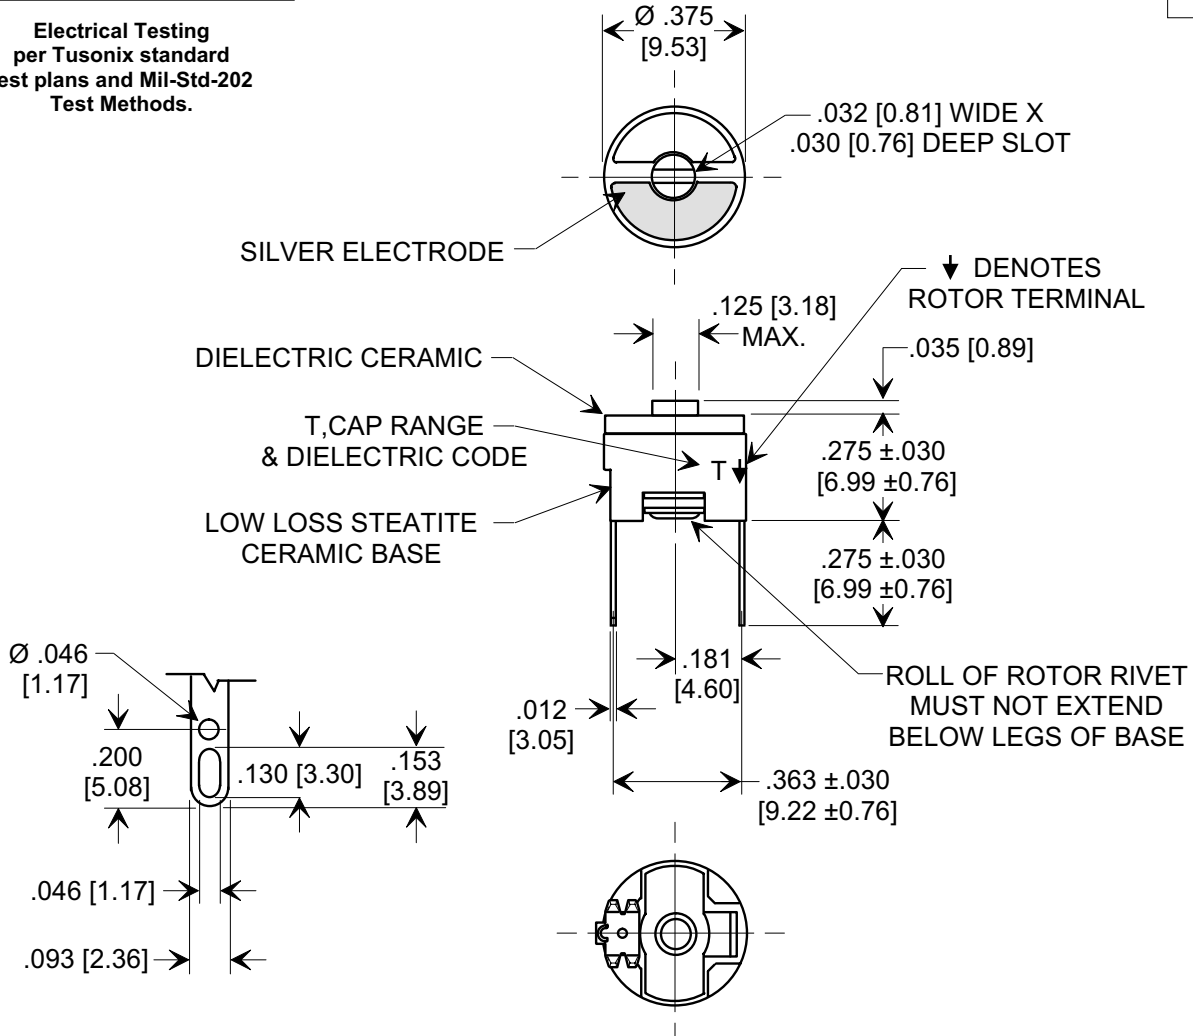 Electrical Testing
per Tusonix standard
est plans and Mil-Std-202
Test Methods.
Ø .375
[9.53]
.032 [0.81] WIDE X
.030 [0.76] DEEP SLOT
SILVER ELECTRODE
↓ DENOTES
ROTOR TERMINAL
.125 [3.18]
MAX.
.035 [0.89]
DIELECTRIC CERAMIC
T,CAP RANGE
& DIELECTRIC CODE
T ↓
.275 ±.030
[6.99 ±0.76]
LOW LOSS STEATITE
CERAMIC BASE
.275 ±.030
[6.99 ±0.76]
Ø .046
[1.17]
.181
[4.60]
ROLL OF ROTOR RIVET
MUST NOT EXTEND
BELOW LEGS OF BASE
.012
[3.05]
.200
[5.08]
.130 [3.30]
.153
[3.89]
.363 ±.030
[9.22 ±0.76]
.046 [1.17]
.093 [2.36]